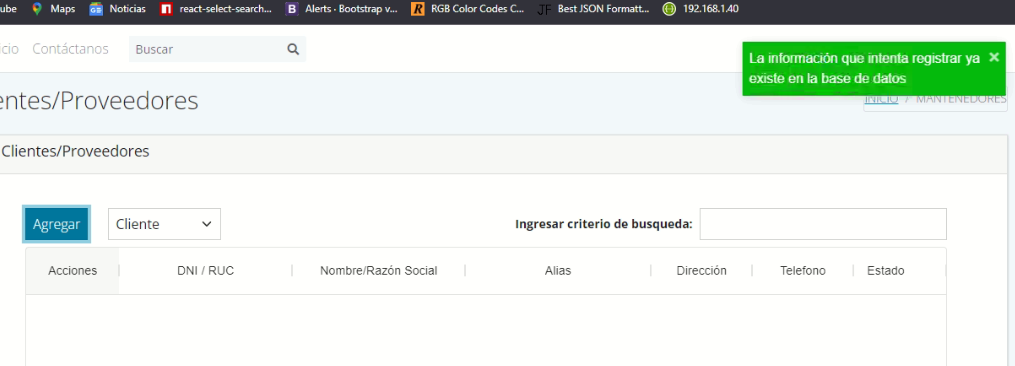 ube Maps Noticias react-select-search... Alerts · Bootstrap v... RGB Color Codes C... JF Best JSON Formatt... 192.168.1.40
icio Contáctanos Buscar
La información que intenta registrar ya ×
existe en la base de datos
entes/Proveedores
INICIO / MANTENEDORES
Clientes/Proveedores
Agregar Cliente Ingresar criterio de busqueda:
Acciones DNI / RUC Nombre/Razón Social Alias Dirección Telefono Estado